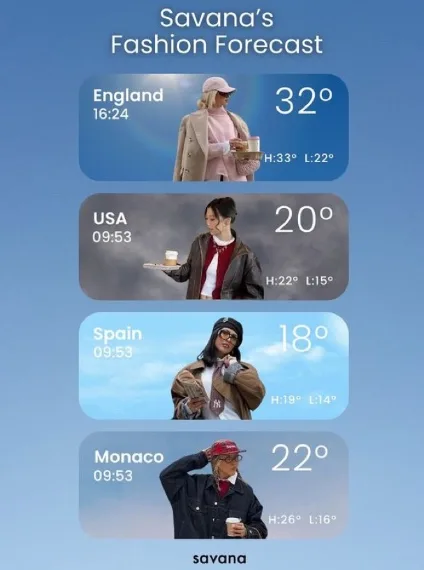 Savana's
Fashion Forecast
England
16:24
32°
H:33° L:22°
USA
09:53
20°
H:22° L:15°
Spain
09:53
18°
H:19° L:14°
Monaco
09:53
22°
H:26° L:16°
savana